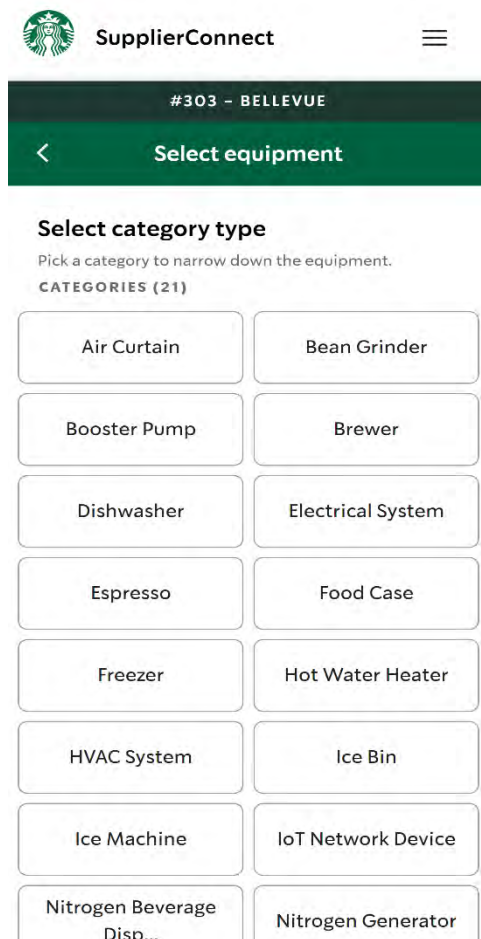 SupplierConnect
#303 – BELLEVUE
Select equipment
Select category type
Pick a category to narrow down the equipment.
CATEGORIES (21)
Air Curtain
Bean Grinder
Booster Pump
Brewer
Dishwasher
Electrical System
Espresso
Food Case
Freezer
Hot Water Heater
HVAC System
Ice Bin
Ice Machine
IoT Network Device
Nitrogen Beverage
Disp...
Nitrogen Generator